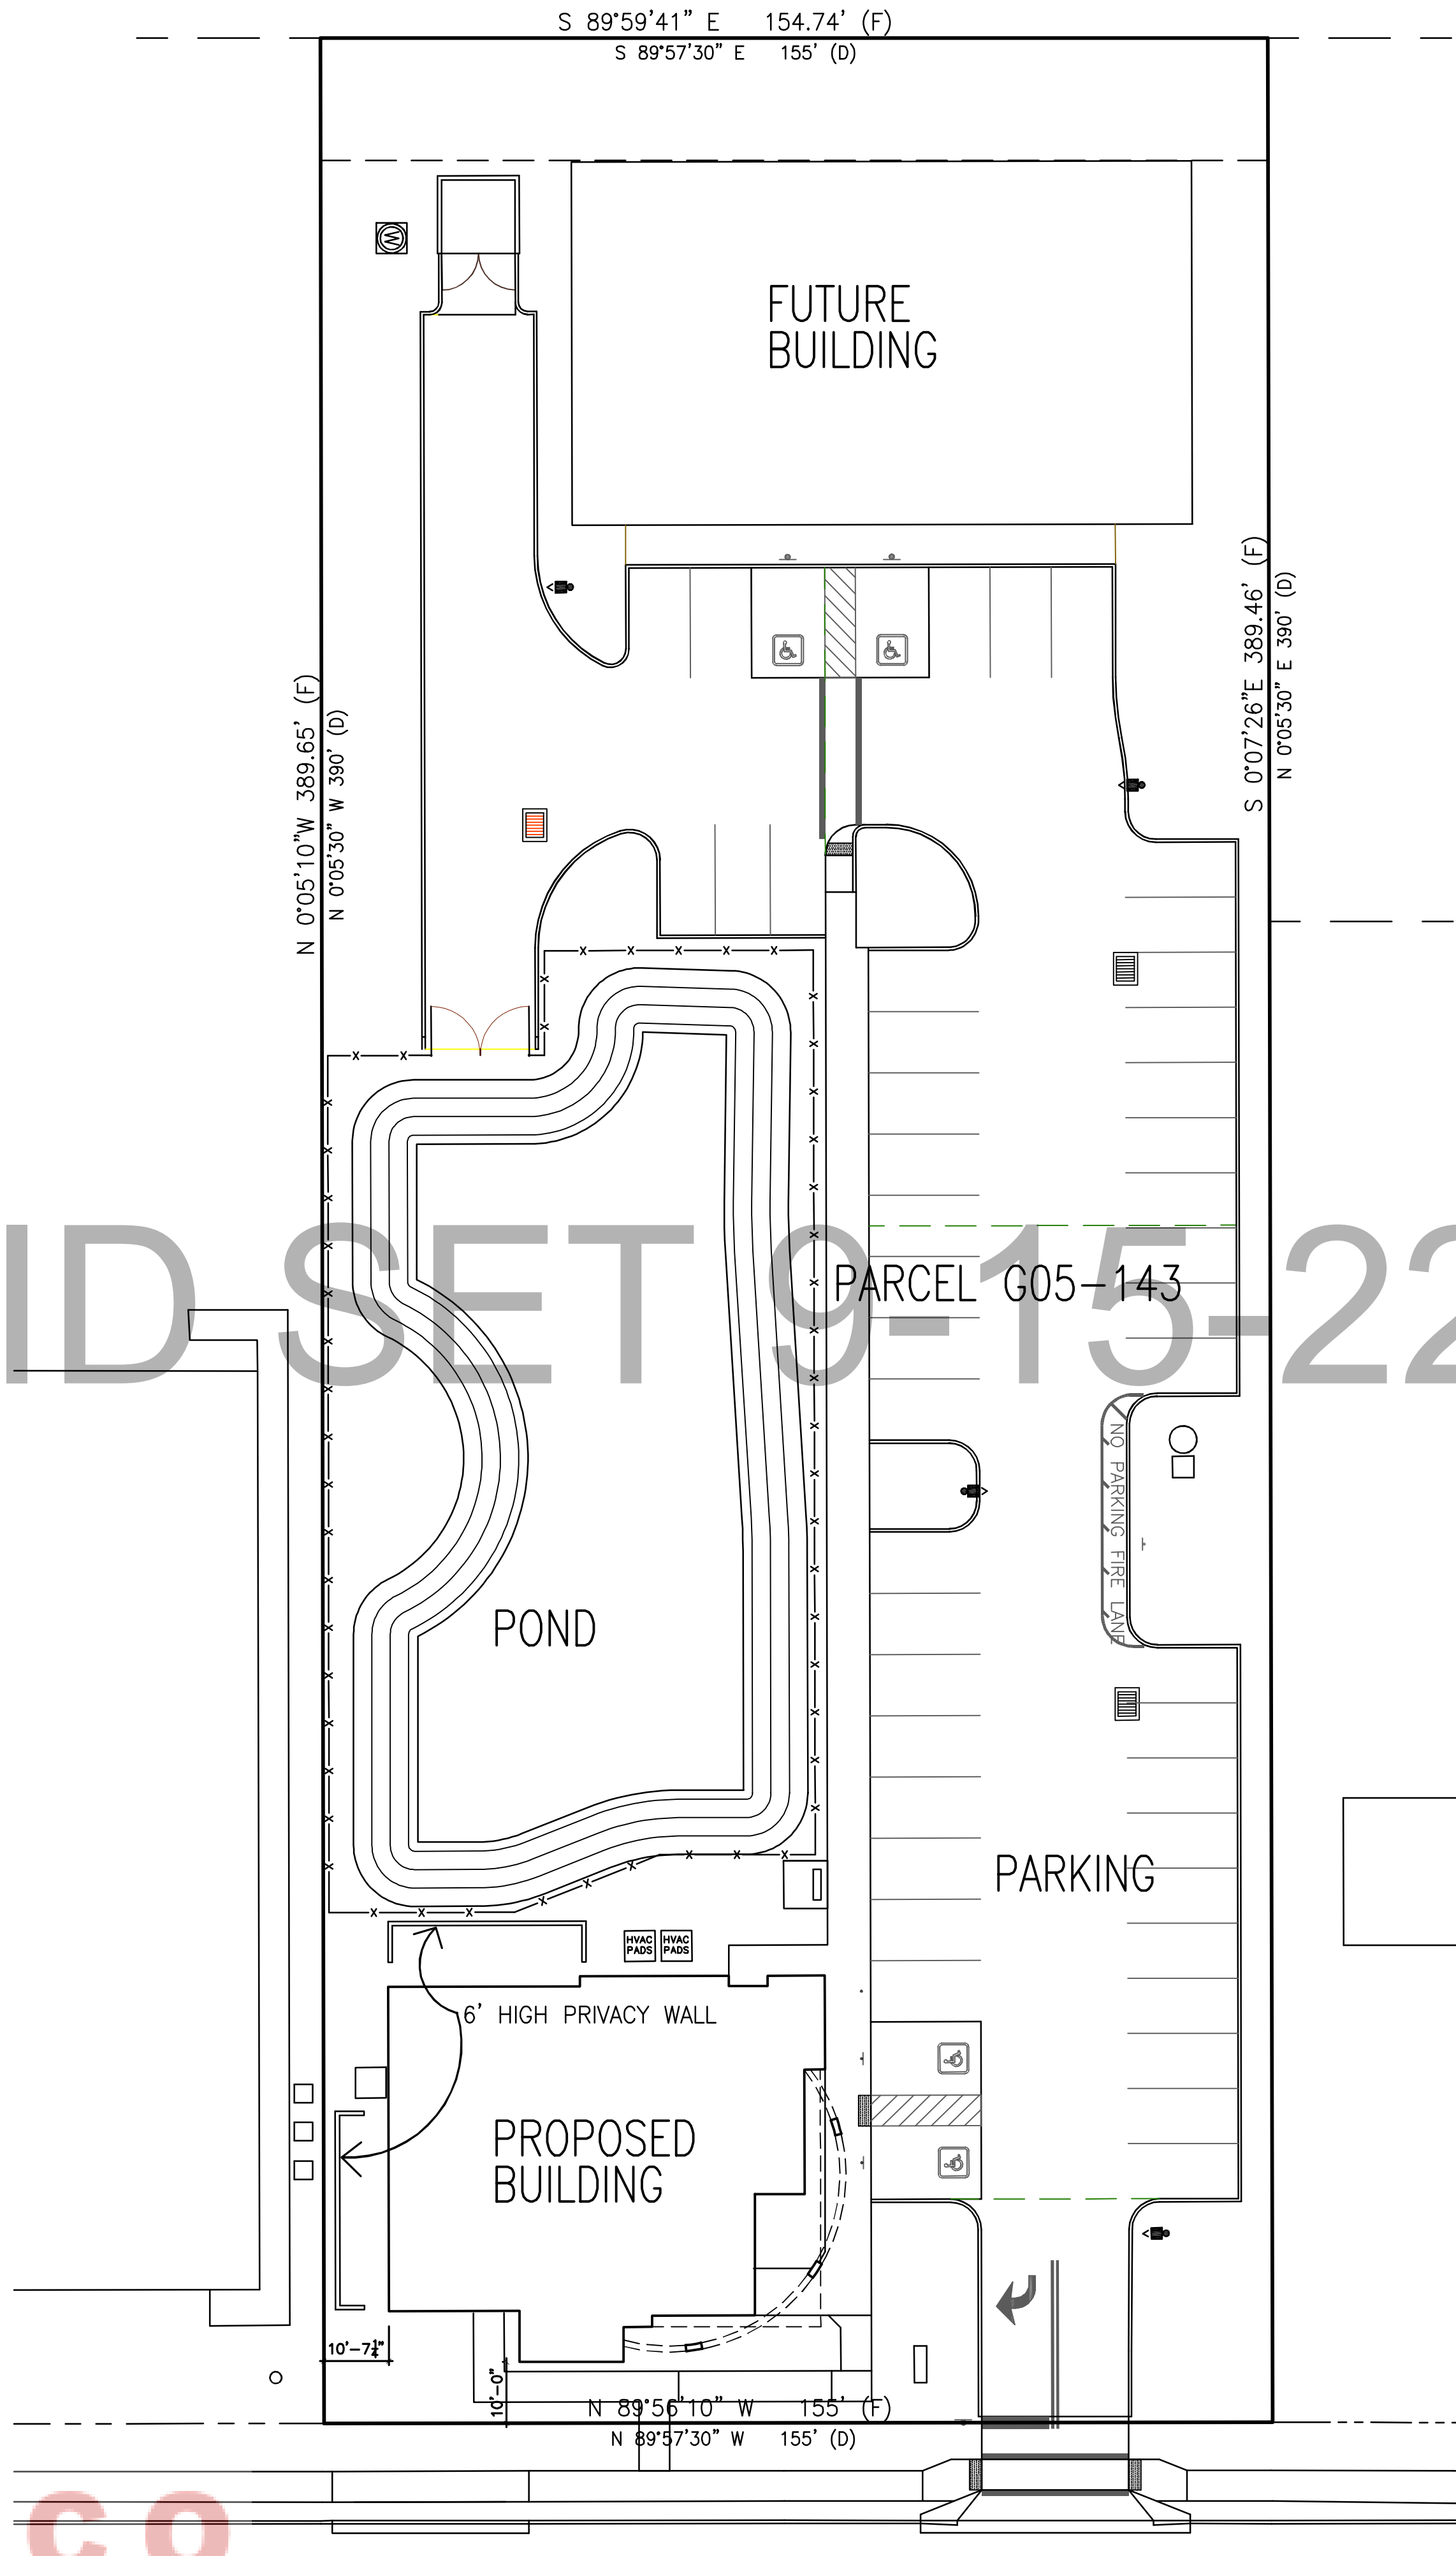 S 89°59'41" E 154.74' (F)
S 89°57'30" E 155' (D)
FUTURE
BUILDING
N 0°05'10"W 389.65' (F)
N 0°05'30" W 390' (D)
S 0°07'26"E 389.46' (F)
N 0°05'30" E 390' (D)
ID SET 9-15-22
PARCEL G05-143
NO PARKING FIRE LANE
POND
PARKING
HVAC
PADS
HVAC
PADS
6' HIGH PRIVACY WALL
PROPOSED
BUILDING
10'-7½"
10'-0"
N 89°56'10" W 155' (F)
N 89°57'30" W 155' (D)